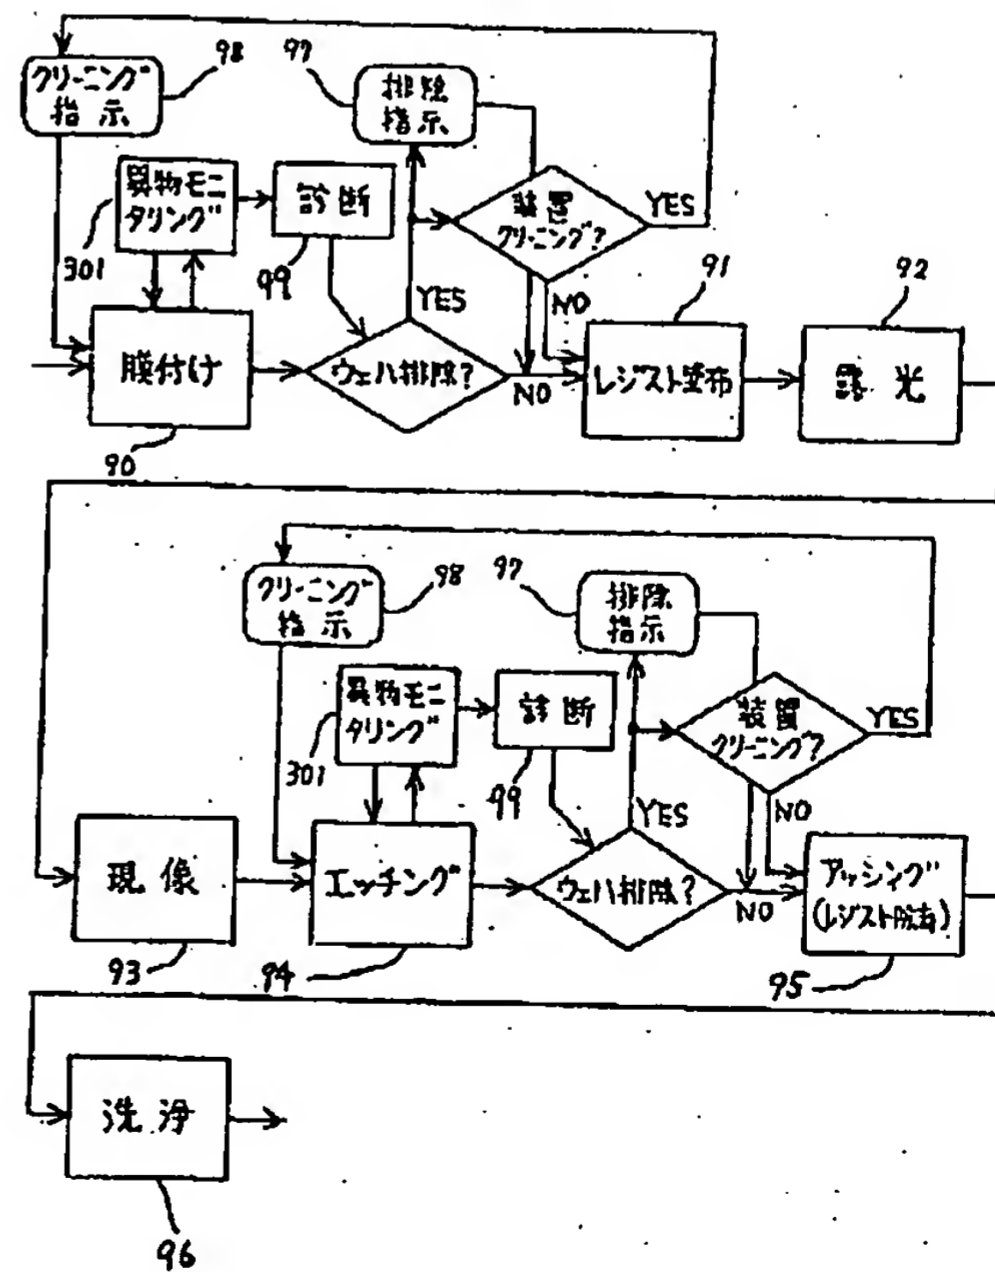 クリーニング
指示
98
97
排除
指示
異物モニ
タリング
301
診断
99
装置
クリーニング?
YES
YES
NO
91
92
膜付け
90
ウェハ排除?
NO
レジスト塗布
露光
クリーニング
指示
98
97
排除
指示
異物モニ
タリング
301
診断
99
装置
クリーニング?
YES
YES
NO
現像
93
エッチング
94
ウェハ排除?
NO
アッシング
(レジスト除去)
95
洗浄
96